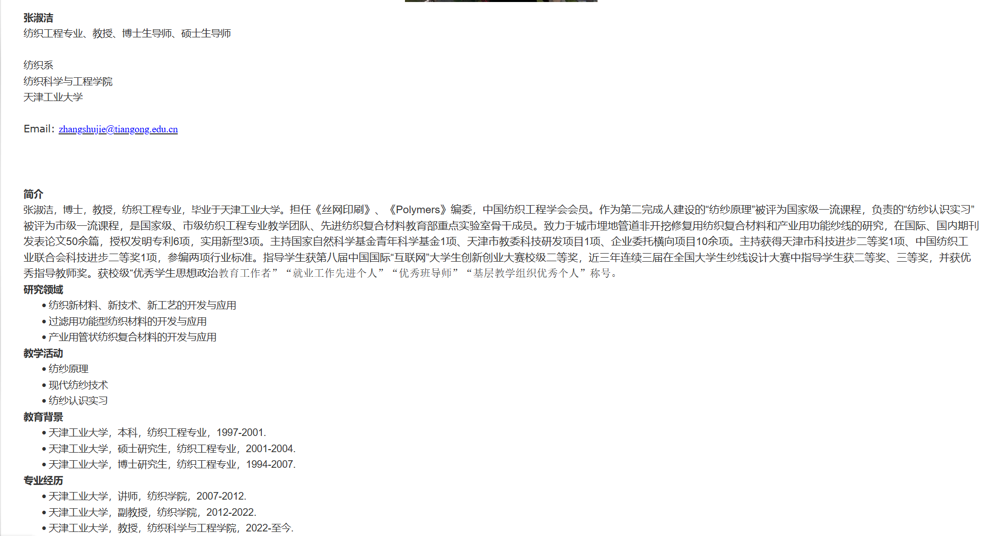 张淑洁
纺织工程专业、教授、博士生导师、硕士生导师
纺织系
纺织科学与工程学院
天津工业大学
Email：zhangshujie@tiangong.edu.cn
简介
张淑洁，博士，教授，纺织工程专业，毕业于天津工业大学。担任《丝网印刷》、《Polymers》编委，中国纺织工程学会会员。作为第二完成人建设的“纺纱原理”被评为国家级一流课程，负责的“纺纱认识实习”
被评为市级一流课程，是国家级、市级纺织工程专业教学团队、先进纺织复合材料教育部重点实验室骨干成员。致力于城市埋地管道非开挖修复用纺织复合材料和产业用功能纱线的研究，在国际、国内期刊
发表论文50余篇，授权发明专利6项，实用新型3项。主持国家自然科学基金青年科学基金1项、天津市教委科技研发项目1项、企业委托横向项目10余项。主持获得天津市科技进步二等奖1项、中国纺织工
业联合会科技进步二等奖1项，参编两项行业标准。指导学生获第八届中国国际“互联网”大学生创新创业大赛校级二等奖，近三年连续三届在全国大学生纱线设计大赛中指导学生获二等奖、三等奖，并获优
秀指导教师奖。获校级“优秀学生思想政治教育工作者”“就业工作先进个人”“优秀班导师”“基层教学组织优秀个人”称号。
研究领域
• 纺织新材料、新技术、新工艺的开发与应用
• 过滤用功能型纺织材料的开发与应用
• 产业用管状纺织复合材料的开发与应用
教学活动
• 纺纱原理
• 现代纺纱技术
• 纺纱认识实习
教育背景
• 天津工业大学，本科，纺织工程专业，1997-2001.
• 天津工业大学，硕士研究生，纺织工程专业，2001-2004.
• 天津工业大学，博士研究生，纺织工程专业，1994-2007.
专业经历
• 天津工业大学，讲师，纺织学院，2007-2012.
• 天津工业大学，副教授，纺织学院，2012-2022.
• 天津工业大学，教授，纺织科学与工程学院，2022-至今.